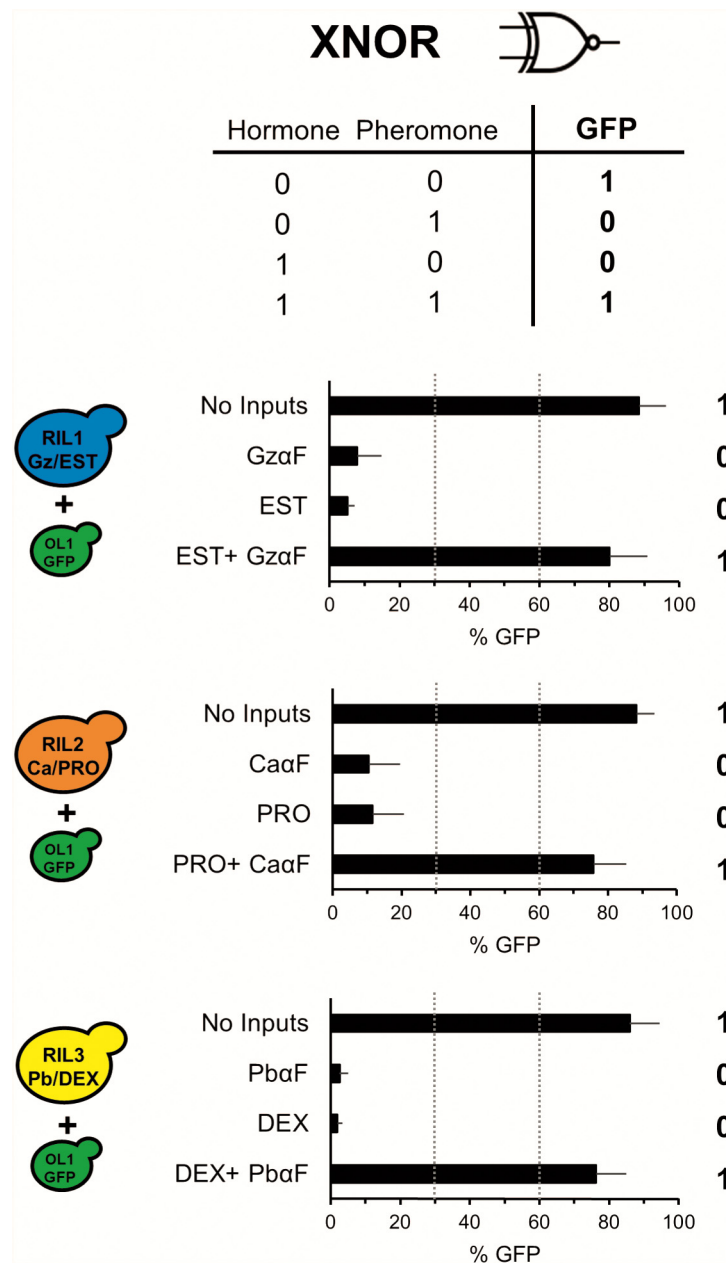 XNOR
Hormone Pheromone GFP
0 0 1
0 1 0
1 0 0
1 1 1
RIL1
Gz/EST
+
OL1
GFP
No Inputs 1
GzαF 0
EST 0
EST+ GzαF 1
0 20 40 60 80 100
% GFP
RIL2
Ca/PRO
+
OL1
GFP
No Inputs 1
CaαF 0
PRO 0
PRO+ CaαF 1
0 20 40 60 80 100
% GFP
RIL3
Pb/DEX
+
OL1
GFP
No Inputs 1
PbαF 0
DEX 0
DEX+ PbαF 1
0 20 40 60 80 100
% GFP